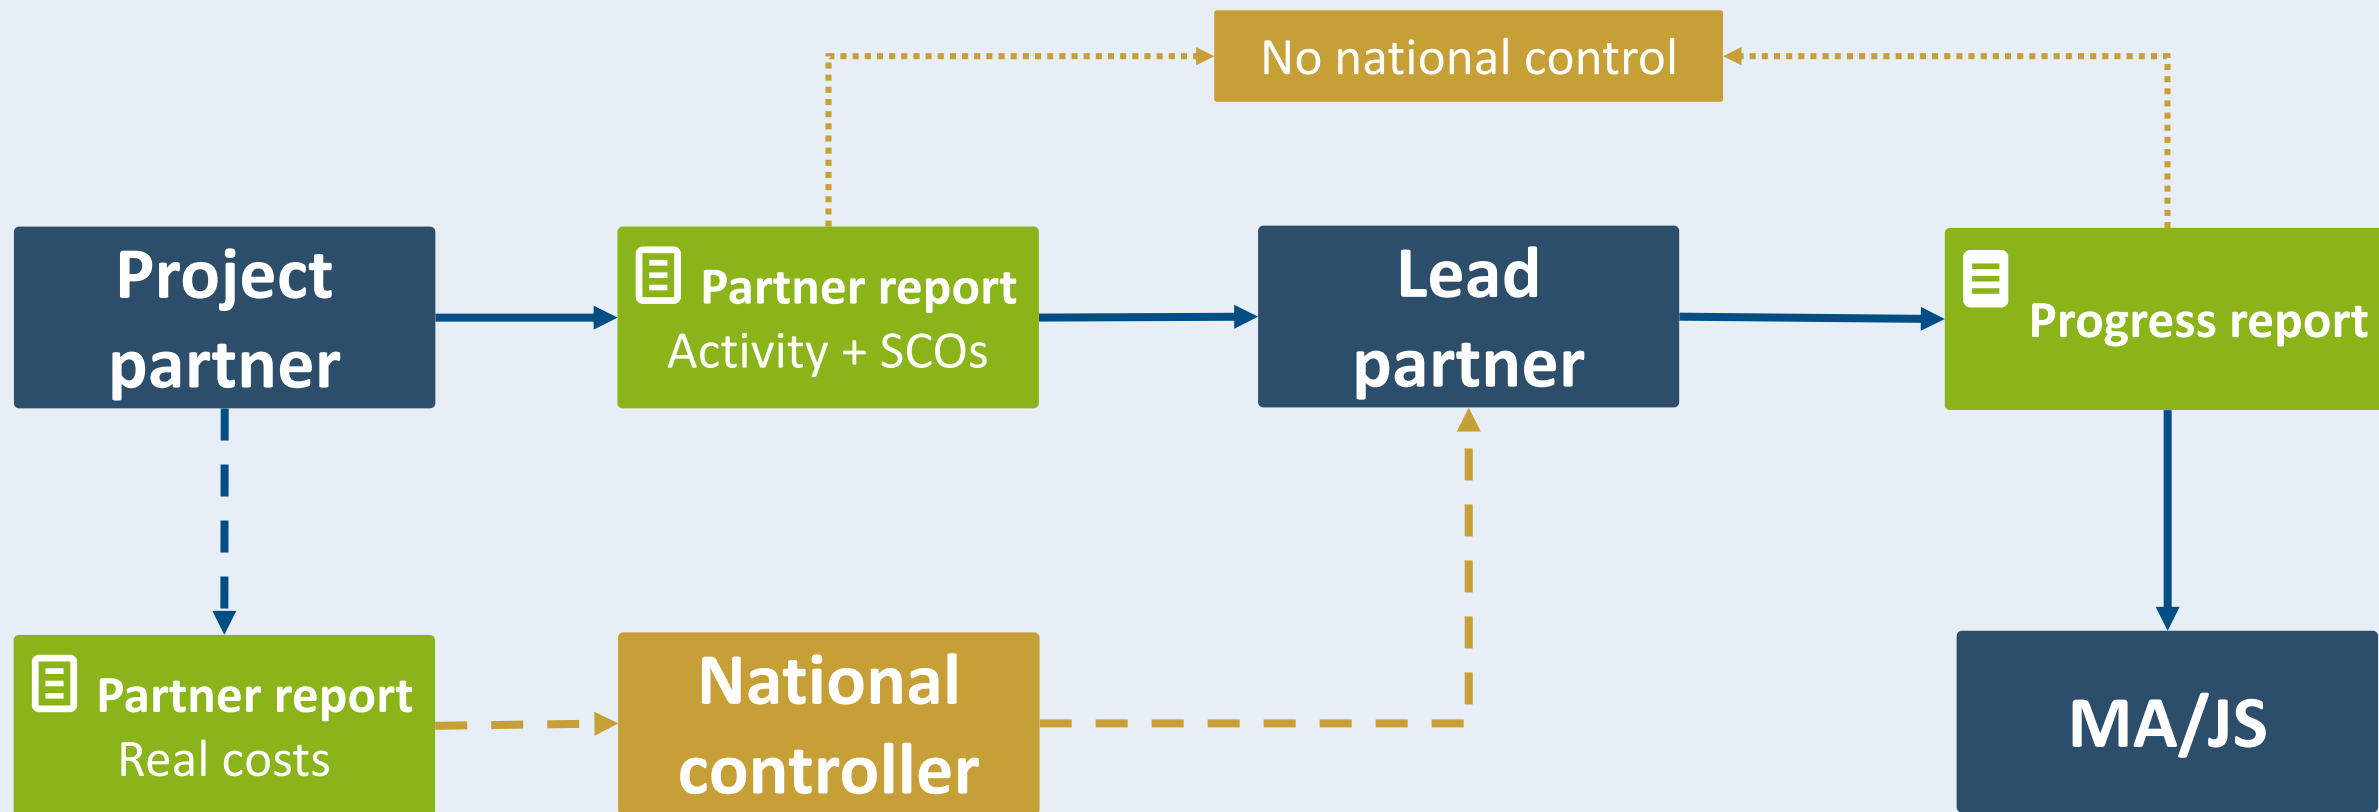 No national control
Project
partner
Partner report
Activity + SCOs
Lead
partner
Progress report
Partner report
Real costs
National
controller
MA/JS